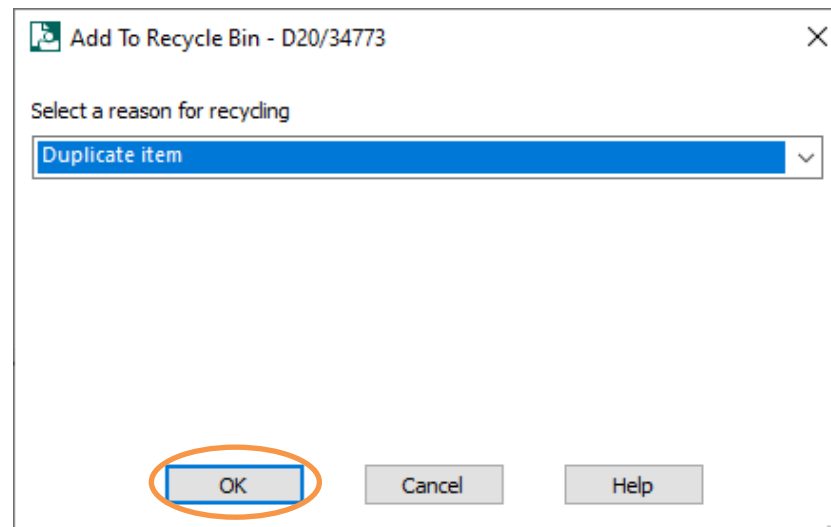 Add To Recycle Bin - D20/34773
Select a reason for recycling
Duplicate item
OK Cancel Help